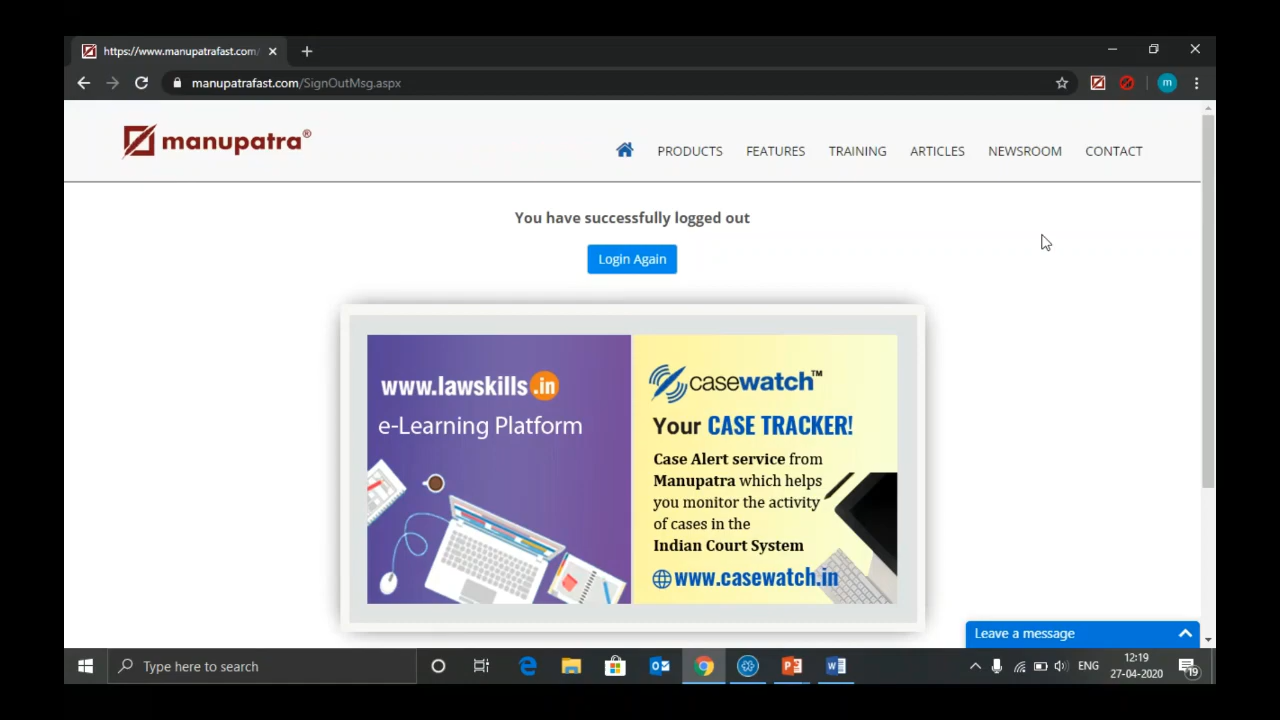 https://www.manupatrafast.com/
manupatrafast.com/SignOutMsg.aspx
m
manupatra®
PRODUCTS FEATURES TRAINING ARTICLES NEWSROOM CONTACT
You have successfully logged out
Login Again
www.lawskills.in
e-Learning Platform
casewatch™
Your CASE TRACKER!
Case Alert service from
Manupatra which helps
you monitor the activity
of cases in the
Indian Court System
www.casewatch.in
Leave a message
Type here to search
ENG
12:19
27-04-2020
19